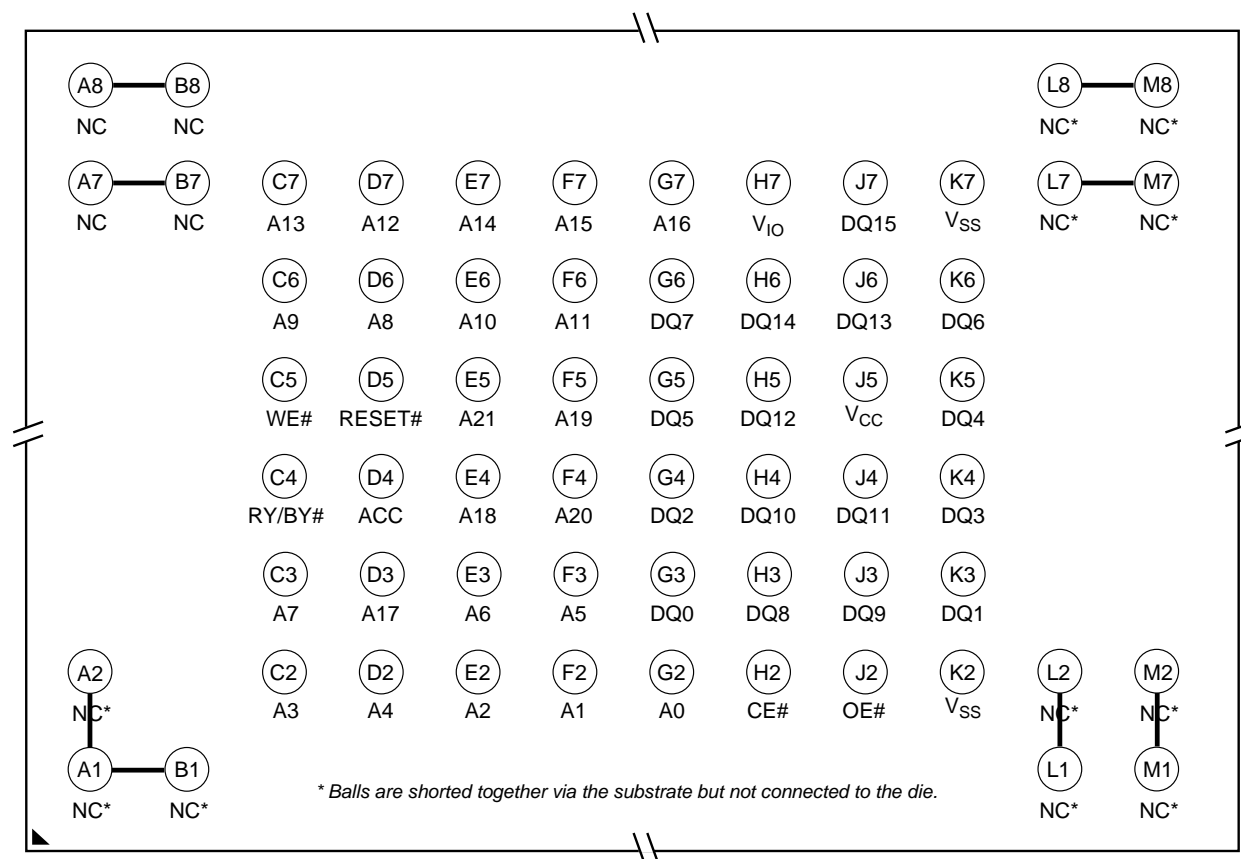 A8 B8 L8 M8
NC NC NC* NC*
A7 B7 C7 D7 E7 F7 G7 H7 J7 K7 L7 M7
NC NC A13 A12 A14 A15 A16 VIO DQ15 VSS NC* NC*
C6 D6 E6 F6 G6 H6 J6 K6
A9 A8 A10 A11 DQ7 DQ14 DQ13 DQ6
C5 D5 E5 F5 G5 H5 J5 K5
WE# RESET# A21 A19 DQ5 DQ12 VCC DQ4
C4 D4 E4 F4 G4 H4 J4 K4
RY/BY# ACC A18 A20 DQ2 DQ10 DQ11 DQ3
C3 D3 E3 F3 G3 H3 J3 K3
A7 A17 A6 A5 DQ0 DQ8 DQ9 DQ1
A2 C2 D2 E2 F2 G2 H2 J2 K2 L2 M2
NC* A3 A4 A2 A1 A0 CE# OE# VSS NC* NC*
A1 B1 L1 M1
* Balls are shorted together via the substrate but not connected to the die.
NC* NC* NC* NC*